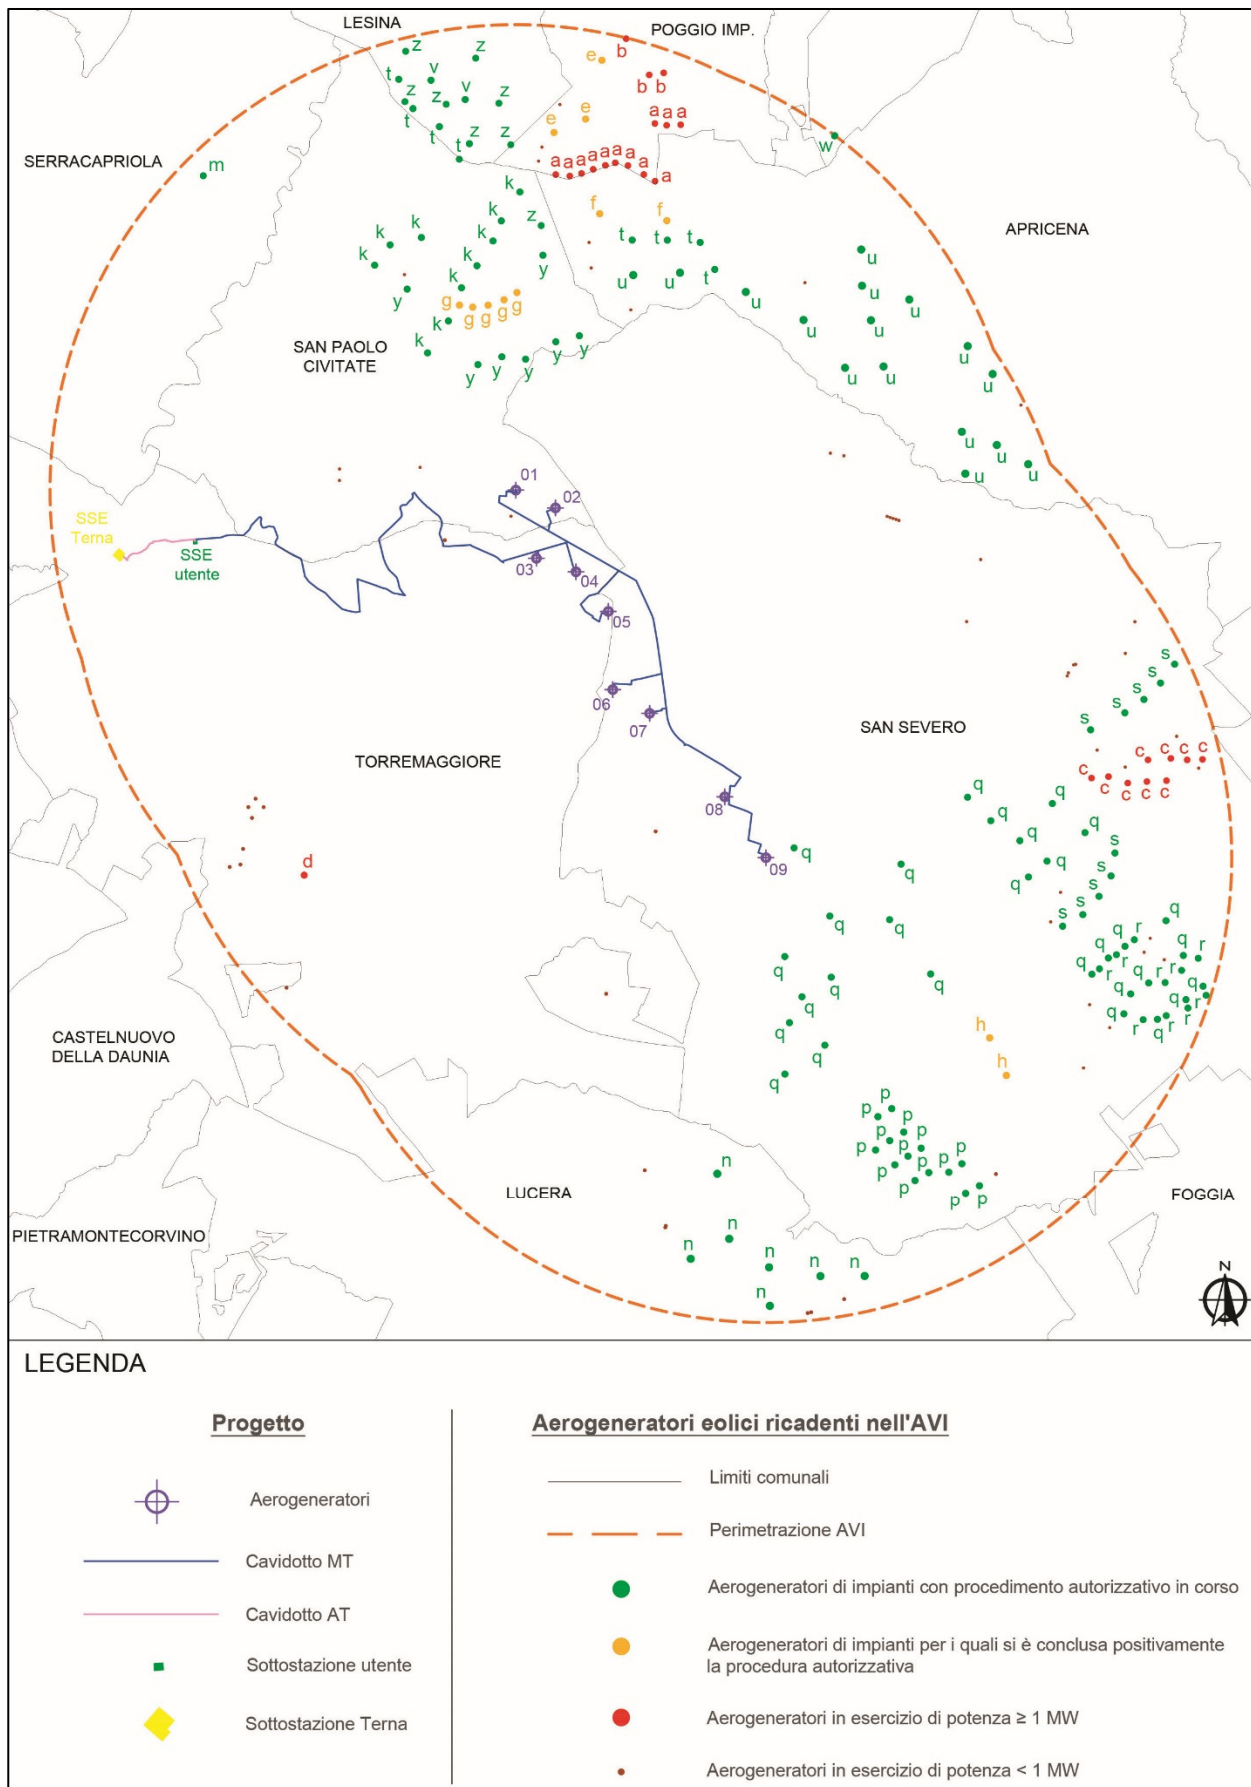 LESINA
POGGIO IMP.
z
z
e
b
t
v
v
b b
z
z
z
e
e
a a a
t
t
z
z
w
SERRACAPRIOLA
m
a a a a a a a
a
k
k
z
f
f
k
k
k
t
t
t
APRICENA
k
k
y
u
u
u
t
u
y
k
g
g g g g
u
u
u
u
k
SAN PAOLO
CIVITATE
k
y
y
y
y
y
u
u
u
u
u
u
u
u
01
02
SSE
Terna
SSE
utente
03
04
05
s
s
s
s
s
06
07
SAN SEVERO
TORREMAGGIORE
c c c c
c
c c c c
08
q
q
q
q
q
q
q
09
q
q
s
s
s
s
s
d
q
q
q
q
q
q
q
q
q
q
q
q r
q
r
q
r
q
r r
q
q
r
q
r
q
r
CASTELNUOVO
DELLA DAUNIA
h
h
p
p
p
p
p
p
p
p
p
p
p
p p
n
LUCERA
FOGGIA
PIETRAMONTECORVINO
n
n
n
n
n
n
N
LEGENDA
Progetto
Aerogeneratori
Cavidotto MT
Cavidotto AT
Sottostazione utente
Sottostazione Terna
Aerogeneratori eolici ricadenti nell'AVI
Limiti comunali
Perimetrazione AVI
Aerogeneratori di impianti con procedimento autorizzativo in corso
Aerogeneratori di impianti per i quali si è conclusa positivamente
la procedura autorizzativa
Aerogeneratori in esercizio di potenza ≥ 1 MW
Aerogeneratori in esercizio di potenza < 1 MW